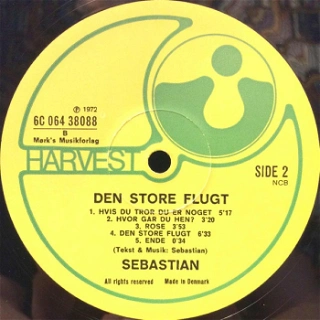 ℗ 1972
6C 064 38088
B
Mark's Musikforlag
HARVEST
SIDE 2
NCB
DEN STORE FLUGT
1. HVIS DU THOR DU ER NOGET 5'17
2. HVOR GÅR DU HEN? 3'20
3. ROSE 3'53
4. DEN STORE FLUGT 6'33
5. ENDE 0'34
(Tekst & Musik: Sebastian)
SEBASTIAN
All rights reserved Made in Denmark